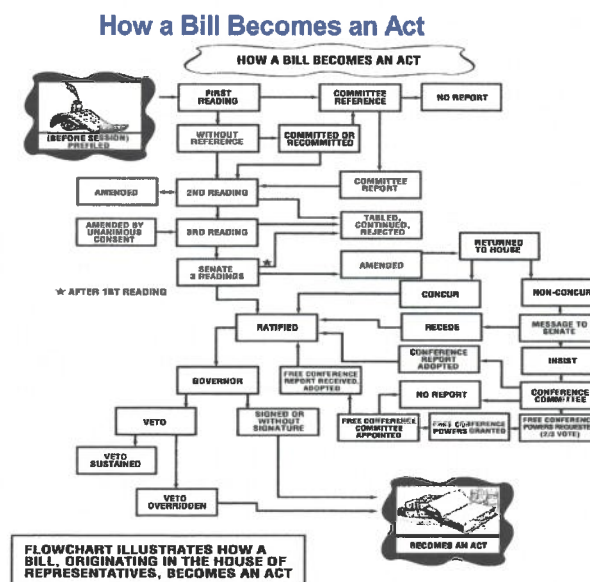 How a Bill Becomes an Act
HOW A BILL BECOMES AN ACT
(BEFORE SESSION)
PREFILED
FIRST
READING
COMMITTEE
REFERENCE
NO REPORT
WITHOUT
REFERENCE
COMMITTED OR
RECOMMITTED
AMENDED
2ND READING
COMMITTEE
REPORT
AMENDED BY
UNANIMOUS
CONSENT
3RD READING
TABLED,
CONTINUED,
REJECTED
RETURNED
TO HOUSE
SENATE
3 READINGS
AMENDED
★ AFTER 1ST READING
CONCUR
NON-CONCUR
RATIFIED
RECEDE
MESSAGE TO
SENATE
CONFERENCE
REPORT
ADOPTED
INSIST
GOVERNOR
FREE CONFERENCE
REPORT RECEIVED,
ADOPTED
NO REPORT
CONFERENCE
COMMITTEE
VETO
SIGNED OR
WITHOUT
SIGNATURE
FREE CONFERENCE
COMMITTEE
APPOINTED
FREE CONFERENCE
POWERS GRANTED
FREE CONFERENC
POWERS REQUESTE
(2/3 VOTE)
VETO
SUSTAINED
VETO
OVERRIDDEN
BECOMES AN ACT
FLOWCHART ILLUSTRATES HOW A
BILL, ORIGINATING IN THE HOUSE OF
REPRESENTATIVES, BECOMES AN ACT